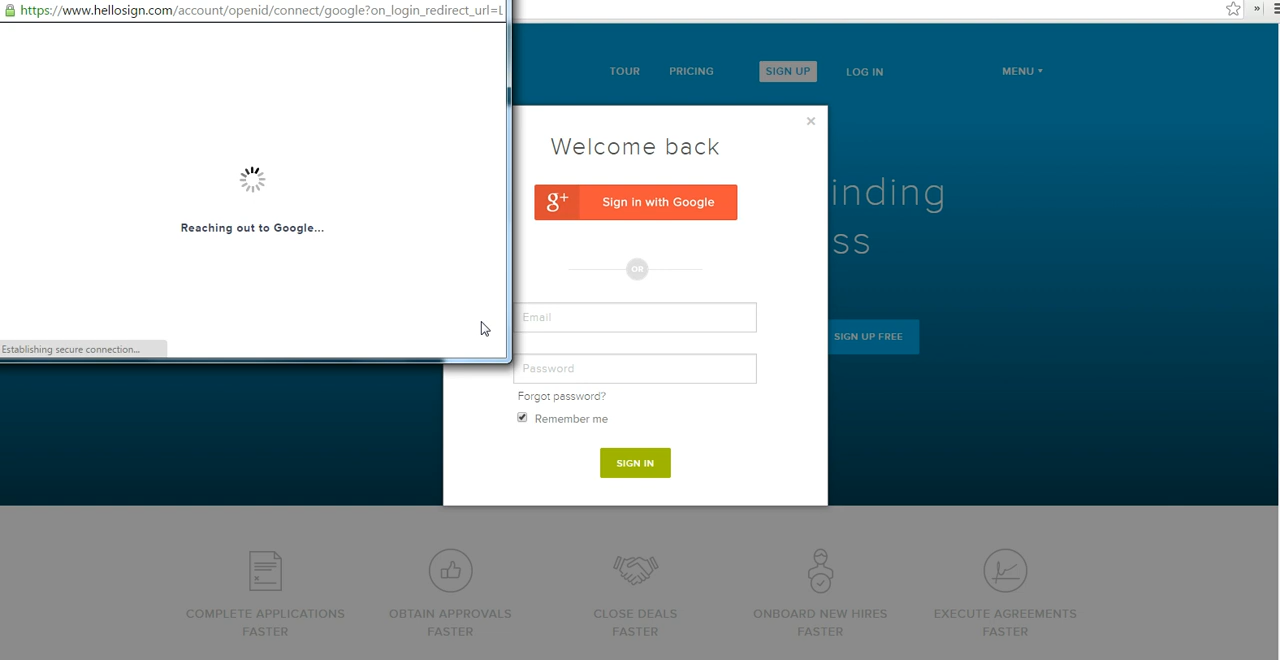 https://www.hellosign.com/account/openid/connect/google?on_login_redirect_url=L
»
TOUR PRICING SIGN UP LOG IN MENU ▾
×
Welcome back
g+ Sign in with Google
inding
ss
Reaching out to Google...
OR
Email
SIGN UP FREE
Establishing secure connection...
Password
Forgot password?
Remember me
SIGN IN
COMPLETE APPLICATIONS
FASTER
OBTAIN APPROVALS
FASTER
CLOSE DEALS
FASTER
ONBOARD NEW HIRES
FASTER
EXECUTE AGREEMENTS
FASTER